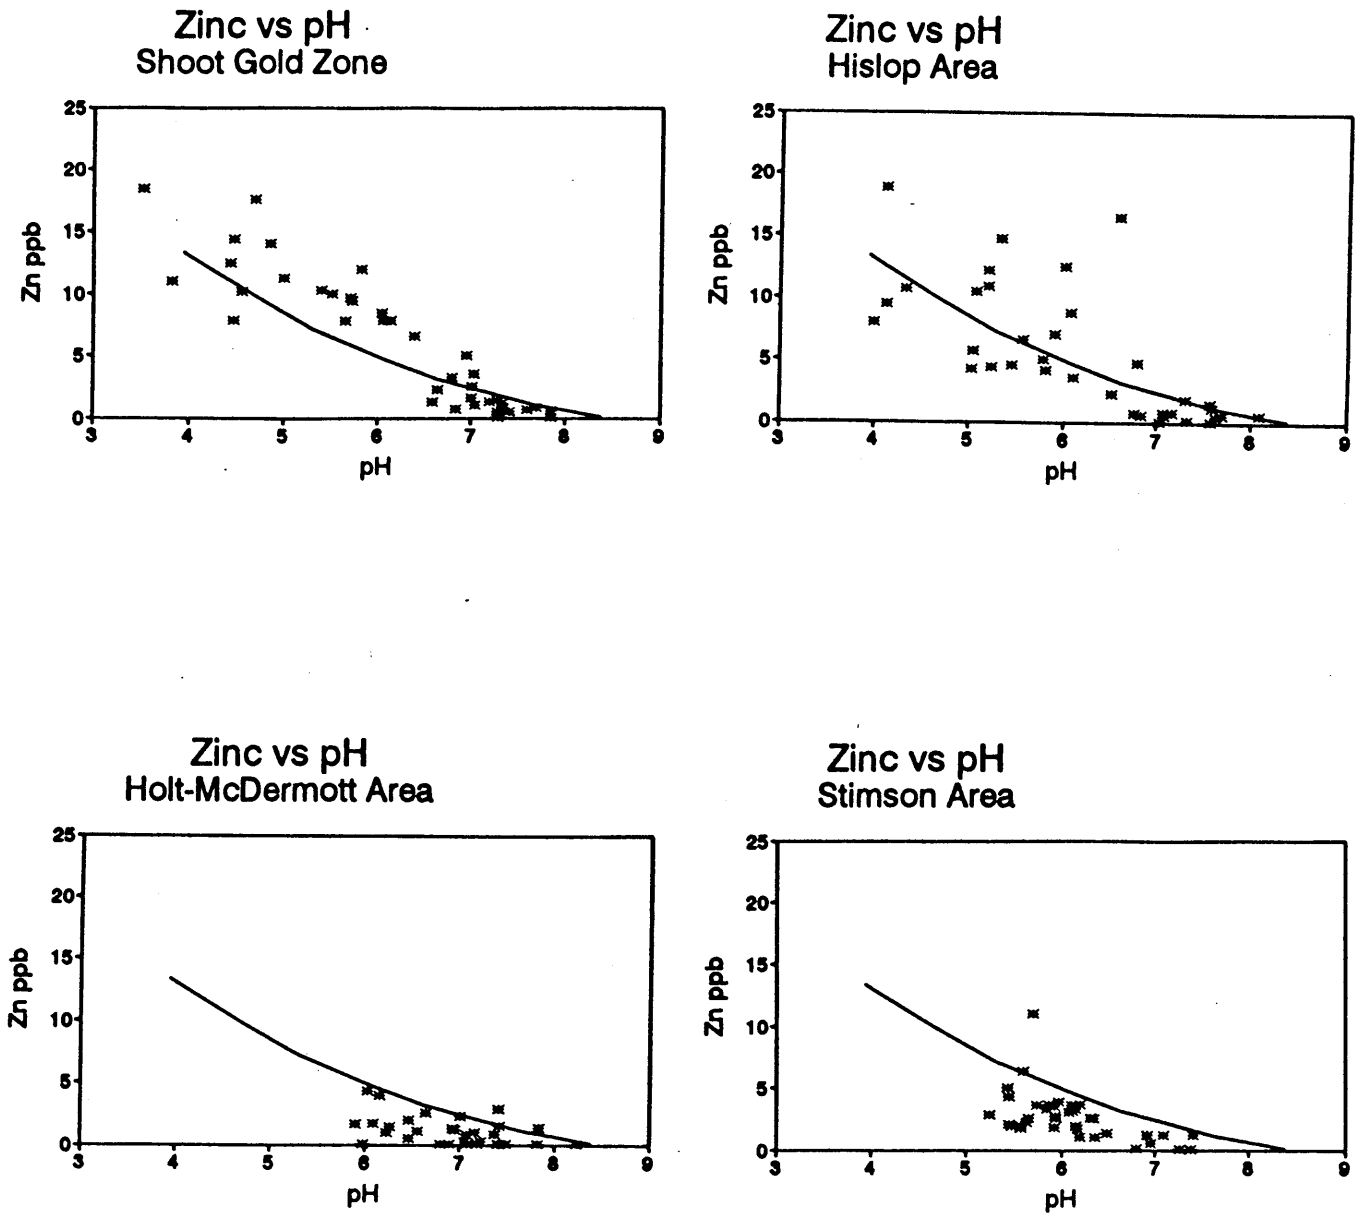 Zinc vs pH
Shoot Gold Zone
25
20
15
10
5
0
Zn ppb
3 4 5 6 7 8 9
pH
Zinc vs pH
Hislop Area
25
20
15
10
5
0
Zn ppb
3 4 5 6 7 8 9
pH
Zinc vs pH
Holt-McDermott Area
25
20
15
10
5
0
Zn ppb
3 4 5 6 7 8 9
pH
Zinc vs pH
Stimson Area
25
20
15
10
5
0
Zn ppb
3 4 5 6 7 8 9
pH